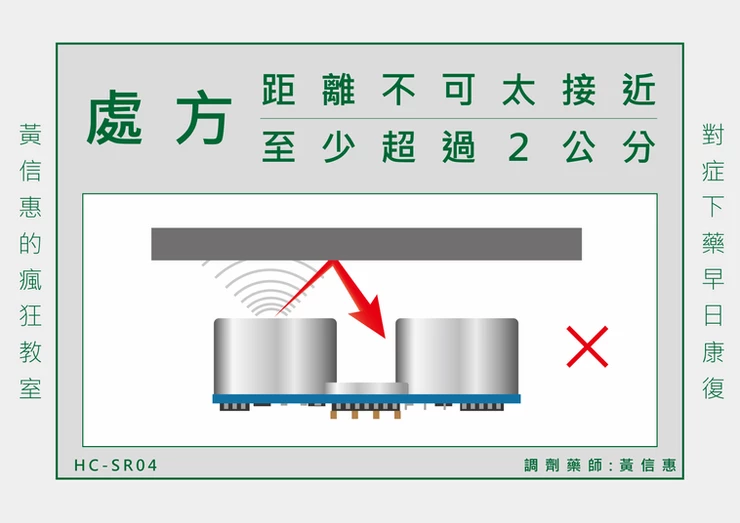 處方
距離不可太接近
至少超過2公分
黃信惠的瘋狂教室
對症下藥早日康復
HC-SR04
調劑藥師:黃信惠